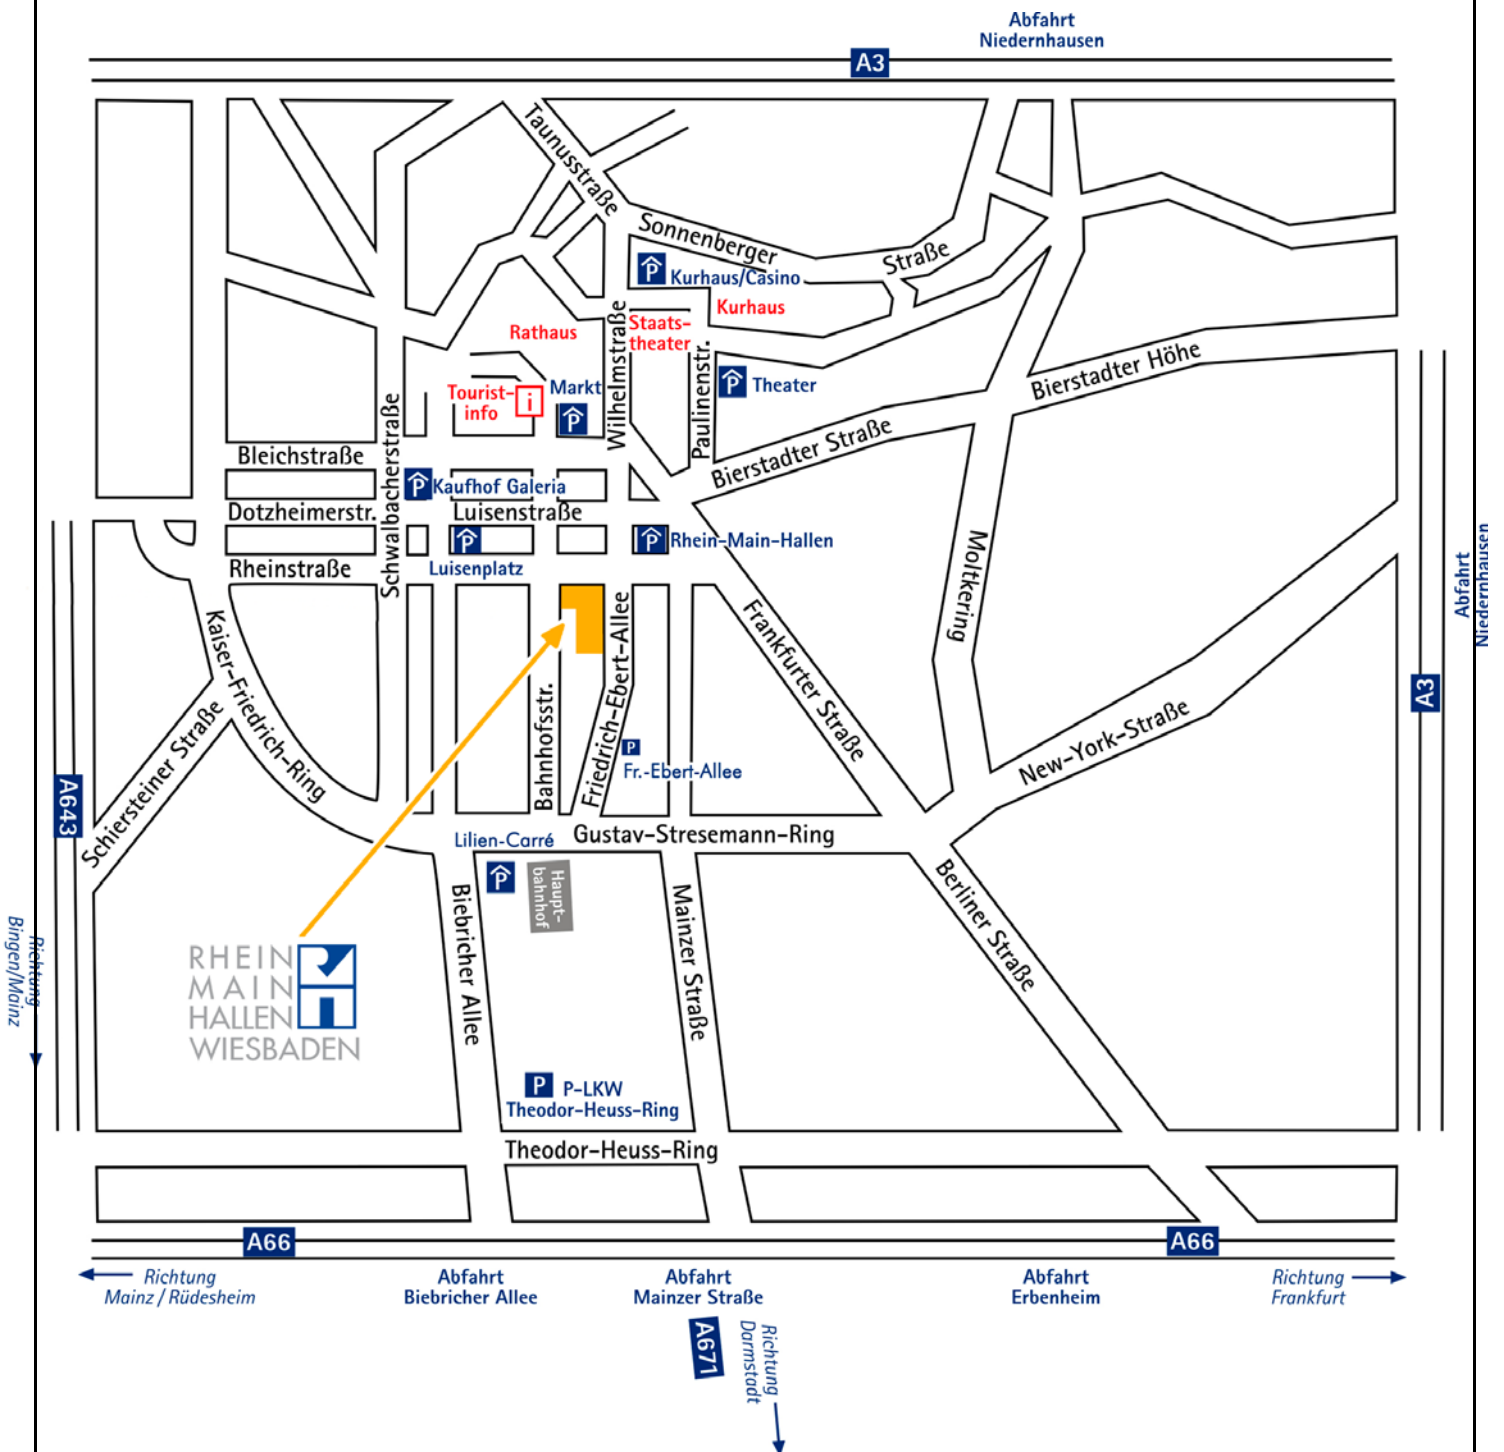 Abfahrt
Niedernhausen
A3
Taunusstraße
Sonnenberger
Straße
P
Kurhaus/Casino
Kurhaus
Rathaus
Staats-
theater
Wilhelmstraße
Paulinenstr.
Bierstadter Höhe
Tourist-
info
i
Markt
P
P
Theater
Bierstadter Straße
Schwalbacherstraße
Bleichstraße
P
Kaufhof Galeria
Dotzheimerstr.
Luisenstraße
P
Luisenplatz
P
Rhein-Main-Hallen
Rheinstraße
Moltkering
Abfahrt
Niedernhausen
A3
Kaiser-Friedrich-Ring
Schiersteiner Straße
Bahnhofsstr.
Friedrich-Ebert-Allee
Frankfurter Straße
New-York-Straße
P
Fr.-Ebert-Allee
A643
Lilien-Carré
Gustav-Stresemann-Ring
P
Haupt-
bahnhof
Biebricher Allee
Mainzer Straße
Berliner Straße
Richtung
Bingen/Mainz
RHEIN
MAIN
HALLEN
WIESBADEN
P
P-LKW
Theodor-Heuss-Ring
Theodor-Heuss-Ring
A66
A66
Richtung
Mainz / Rüdesheim
Abfahrt
Biebricher Allee
Abfahrt
Mainzer Straße
Abfahrt
Erbenheim
Richtung
Frankfurt
A671
Richtung
Darmstadt